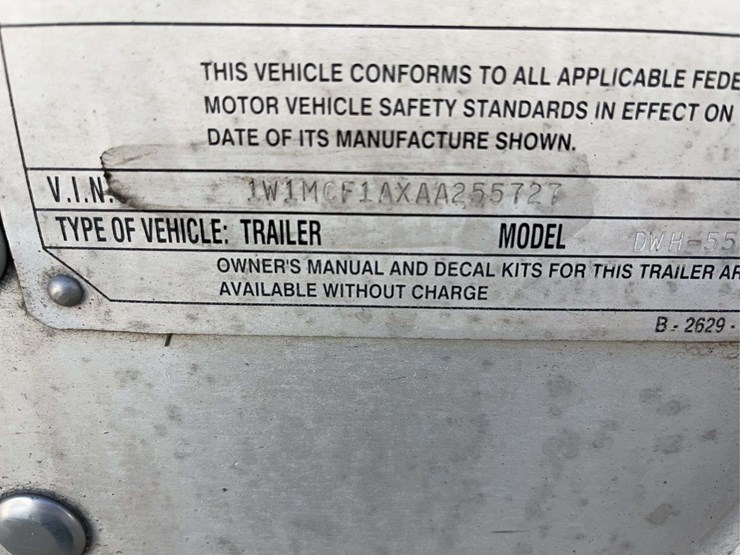 THIS VEHICLE CONFORMS TO ALL APPLICABLE FEDE
MOTOR VEHICLE SAFETY STANDARDS IN EFFECT ON
DATE OF ITS MANUFACTURE SHOWN.
V.I.N. 1W1MCF1AXAA255727
TYPE OF VEHICLE: TRAILER MODEL DWH-55
OWNER'S MANUAL AND DECAL KITS FOR THIS TRAILER AR
AVAILABLE WITHOUT CHARGE
B - 2629 -